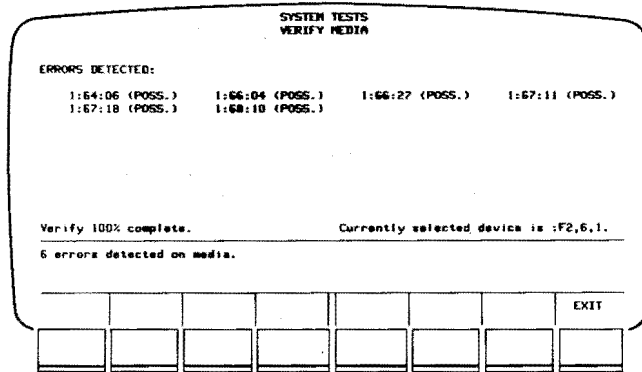 SYSTEM TESTS
VERIFY MEDIA
ERRORS DETECTED:
1:64:06 (POSS.) 1:66:04 (POSS.) 1:66:27 (POSS.) 1:67:11 (POSS.)
1:67:18 (POSS.) 1:68:10 (POSS.)
Verify 100% complete. Currently selected device is :F2,6,1.
6 errors detected on media.
EXIT